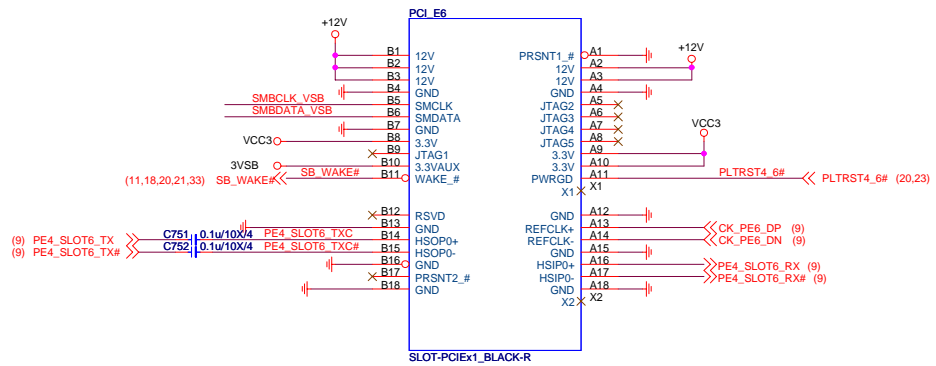 PCI_E6
+12V
B1 12V PRSNT1_# A1
+12V
B2 12V 12V A2
B3 12V 12V A3
B4 GND GND A4
SMBCLK_VSB B5 SMCLK JTAG2 A5
SMBDATA_VSB B6 SMDATA JTAG3 A6
B7 GND JTAG4 A7
VCC3 B8 3.3V JTAG5 A8
VCC3
B9 JTAG1 3.3V A9
3VSB B10 3.3VAUX 3.3V A10
(11,18,20,21,33) SB_WAKE# SB_WAKE# B11 WAKE_# PWRGD A11 PLTRST4_6# PLTRST4_6# (20,23)
X1 X1
B12 RSVD GND A12
B13 GND REFCLK+ A13 CK_PE6_DP (9)
(9) PE4_SLOT6_TX C751 0.1u/10X/4 PE4_SLOT6_TXC B14 HSOP0+ REFCLK- A14 CK_PE6_DN (9)
(9) PE4_SLOT6_TX# C752 0.1u/10X/4 PE4_SLOT6_TXC# B15 HSOP0- GND A15
B16 GND HSIP0+ A16 PE4_SLOT6_RX (9)
B17 PRSNT2_# HSIP0- A17 PE4_SLOT6_RX# (9)
B18 GND GND A18
X2 X2
SLOT-PCIEx1_BLACK-R